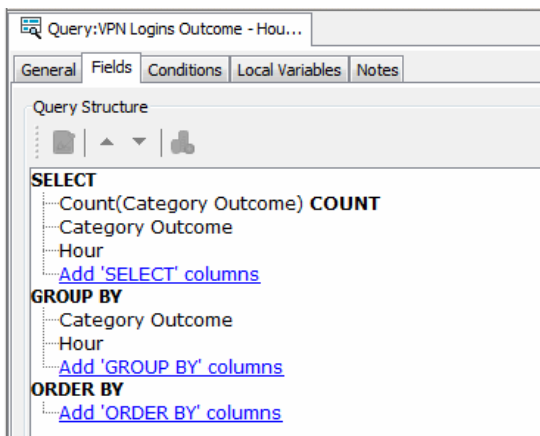 Query:VPN Logins Outcome - Hou...
General Fields Conditions Local Variables Notes
Query Structure
SELECT
Count(Category Outcome) COUNT
Category Outcome
Hour
Add 'SELECT' columns
GROUP BY
Category Outcome
Hour
Add 'GROUP BY' columns
ORDER BY
Add 'ORDER BY' columns